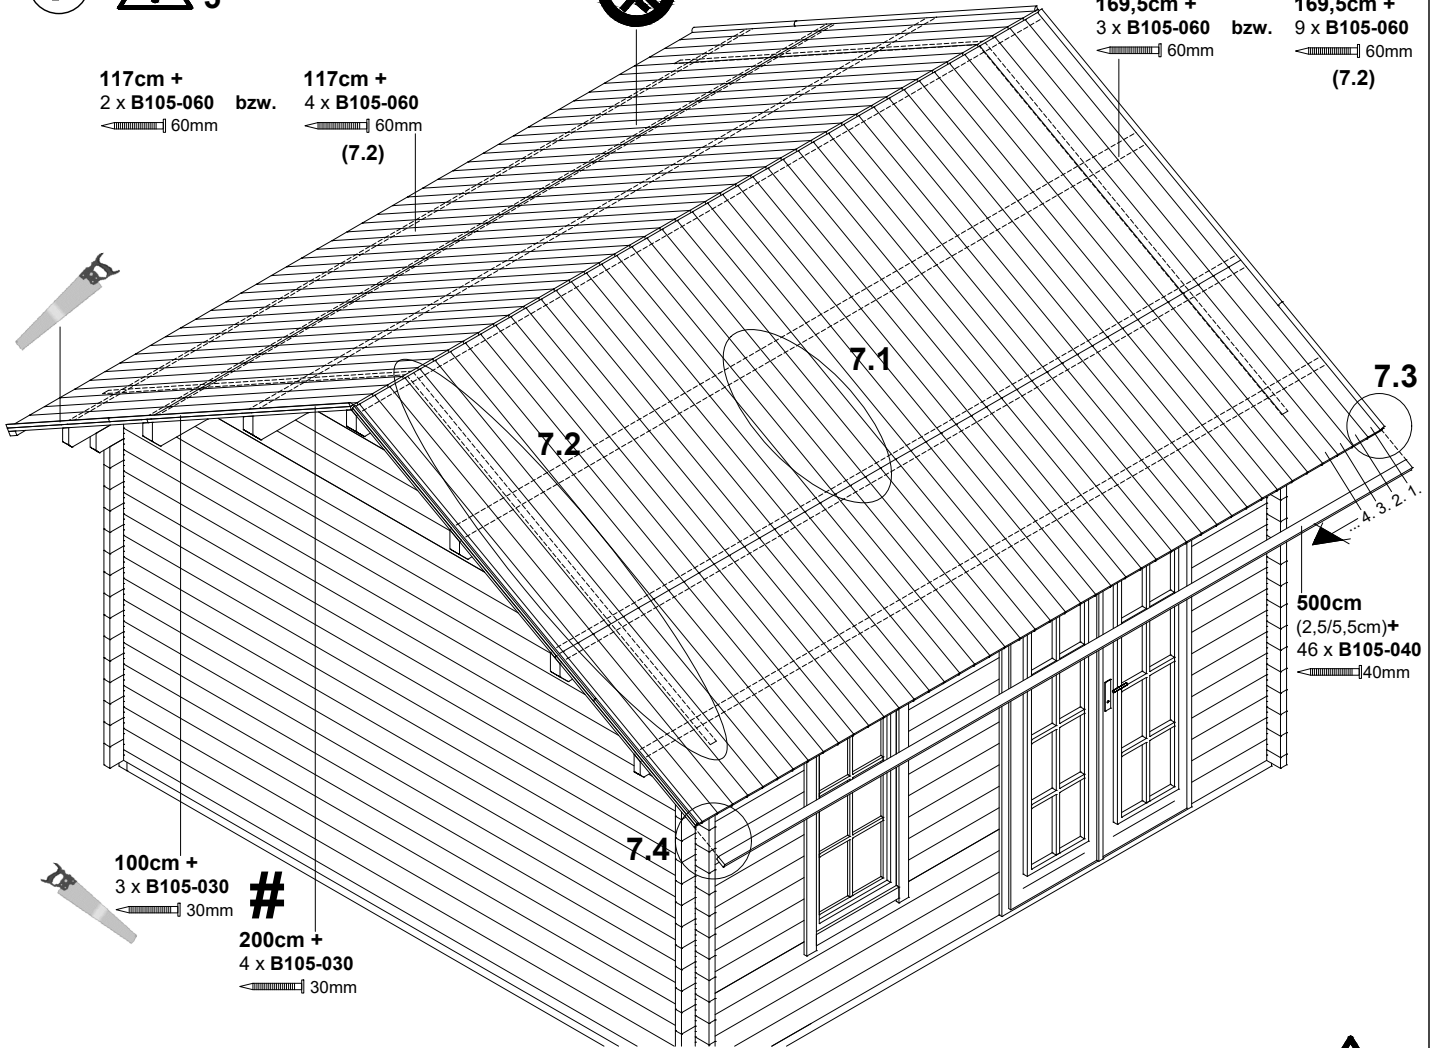 3
169,5cm +
3 x B105-060 bzw.
60mm
169,5cm +
9 x B105-060
60mm
(7.2)
117cm +
2 x B105-060 bzw.
60mm
117cm +
4 x B105-060
60mm
(7.2)
7.1
7.3
7.2
... 4. 3. 2. 1.
500cm
(2,5/5,5cm)+
46 x B105-040
40mm
7.4
100cm +
3 x B105-030
30mm
#
200cm +
4 x B105-030
30mm